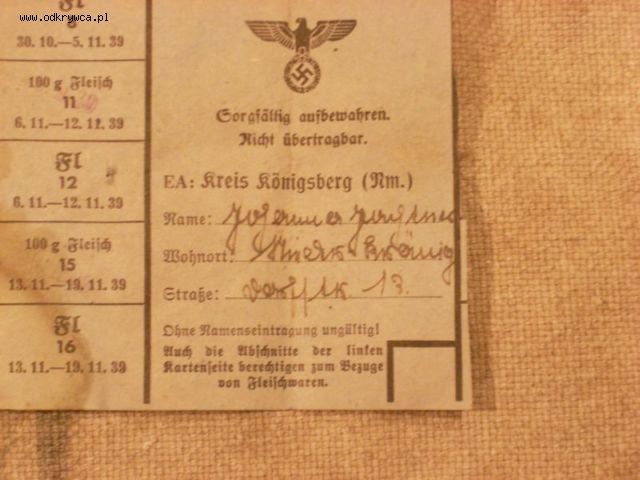 www.odkrywca.pl
Fl
30. 10.—5. 11. 39
100 g Fleisch
11
6. 11.—12. 11. 39
Fl
12
6. 11.—12. 11. 39
100 g Fleisch
15
13. 11.—19. 11. 39
Fl
16
13. 11.—19. 11. 39
Sorgfältig aufbewahren.
Nicht übertragbar.
EA: Kreis Königsberg (Nm.)
Name:
Wohnort:
Straße: 13.
Ohne Namenseintragung ungültig!
Auch die Abschnitte der linken
Kartenseite berechtigen zum Bezuge
von Fleischwaren.